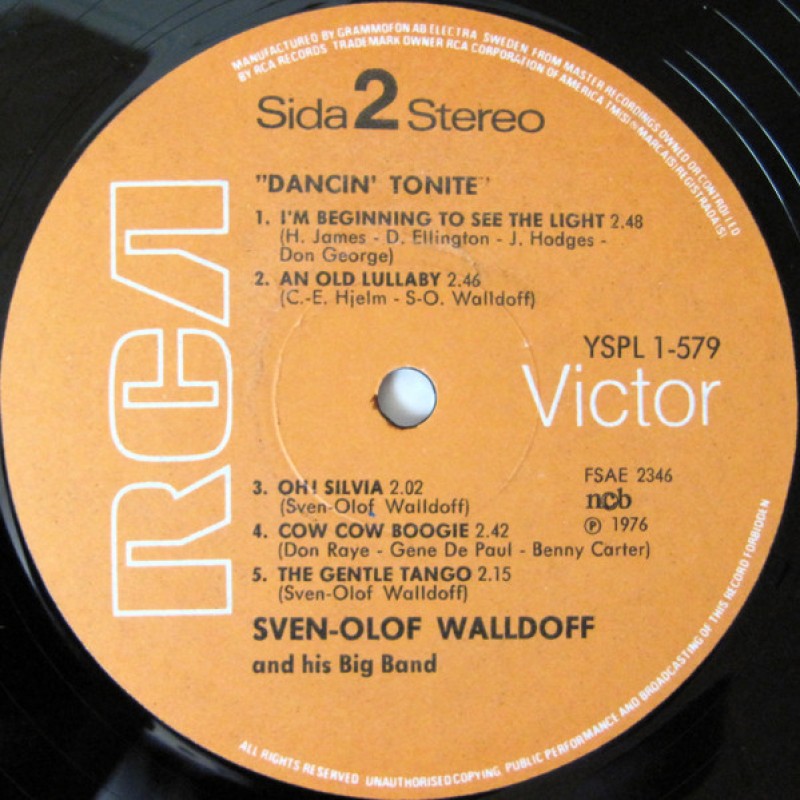 MANUFACTURED BY GRAMMOFON AB ELECTRA SWEDEN FROM MASTER RECORDINGS OWNED OR CONTROLLED
BY RCA RECORDS TRADEMARK OWNER RCA CORPORATION OF AMERICA TM(S) ® MARCA(S) REGISTRADA(S)
Sida 2 Stereo
"DANCIN' TONITE"
1. I'M BEGINNING TO SEE THE LIGHT 2.48
(H. James - D. Ellington - J. Hodges -
Don George)
2. AN OLD LULLABY 2.46
(C.-E. Hjelm - S-O. Walldoff)
RCA
YSPL 1-579
Victor
3. OH! SILVIA 2.02
(Sven-Olof Walldoff)
4. COW COW BOOGIE 2.42
(Don Raye - Gene De Paul - Benny Carter)
5. THE GENTLE TANGO 2.15
(Sven-Olof Walldoff)
FSAE 2346
ncb
℗ 1976
SVEN-OLOF WALLDOFF
and his Big Band
ALL RIGHTS RESERVED UNAUTHORISED COPYING PUBLIC PERFORMANCE AND BROADCASTING OF THIS RECORD FORBIDDEN